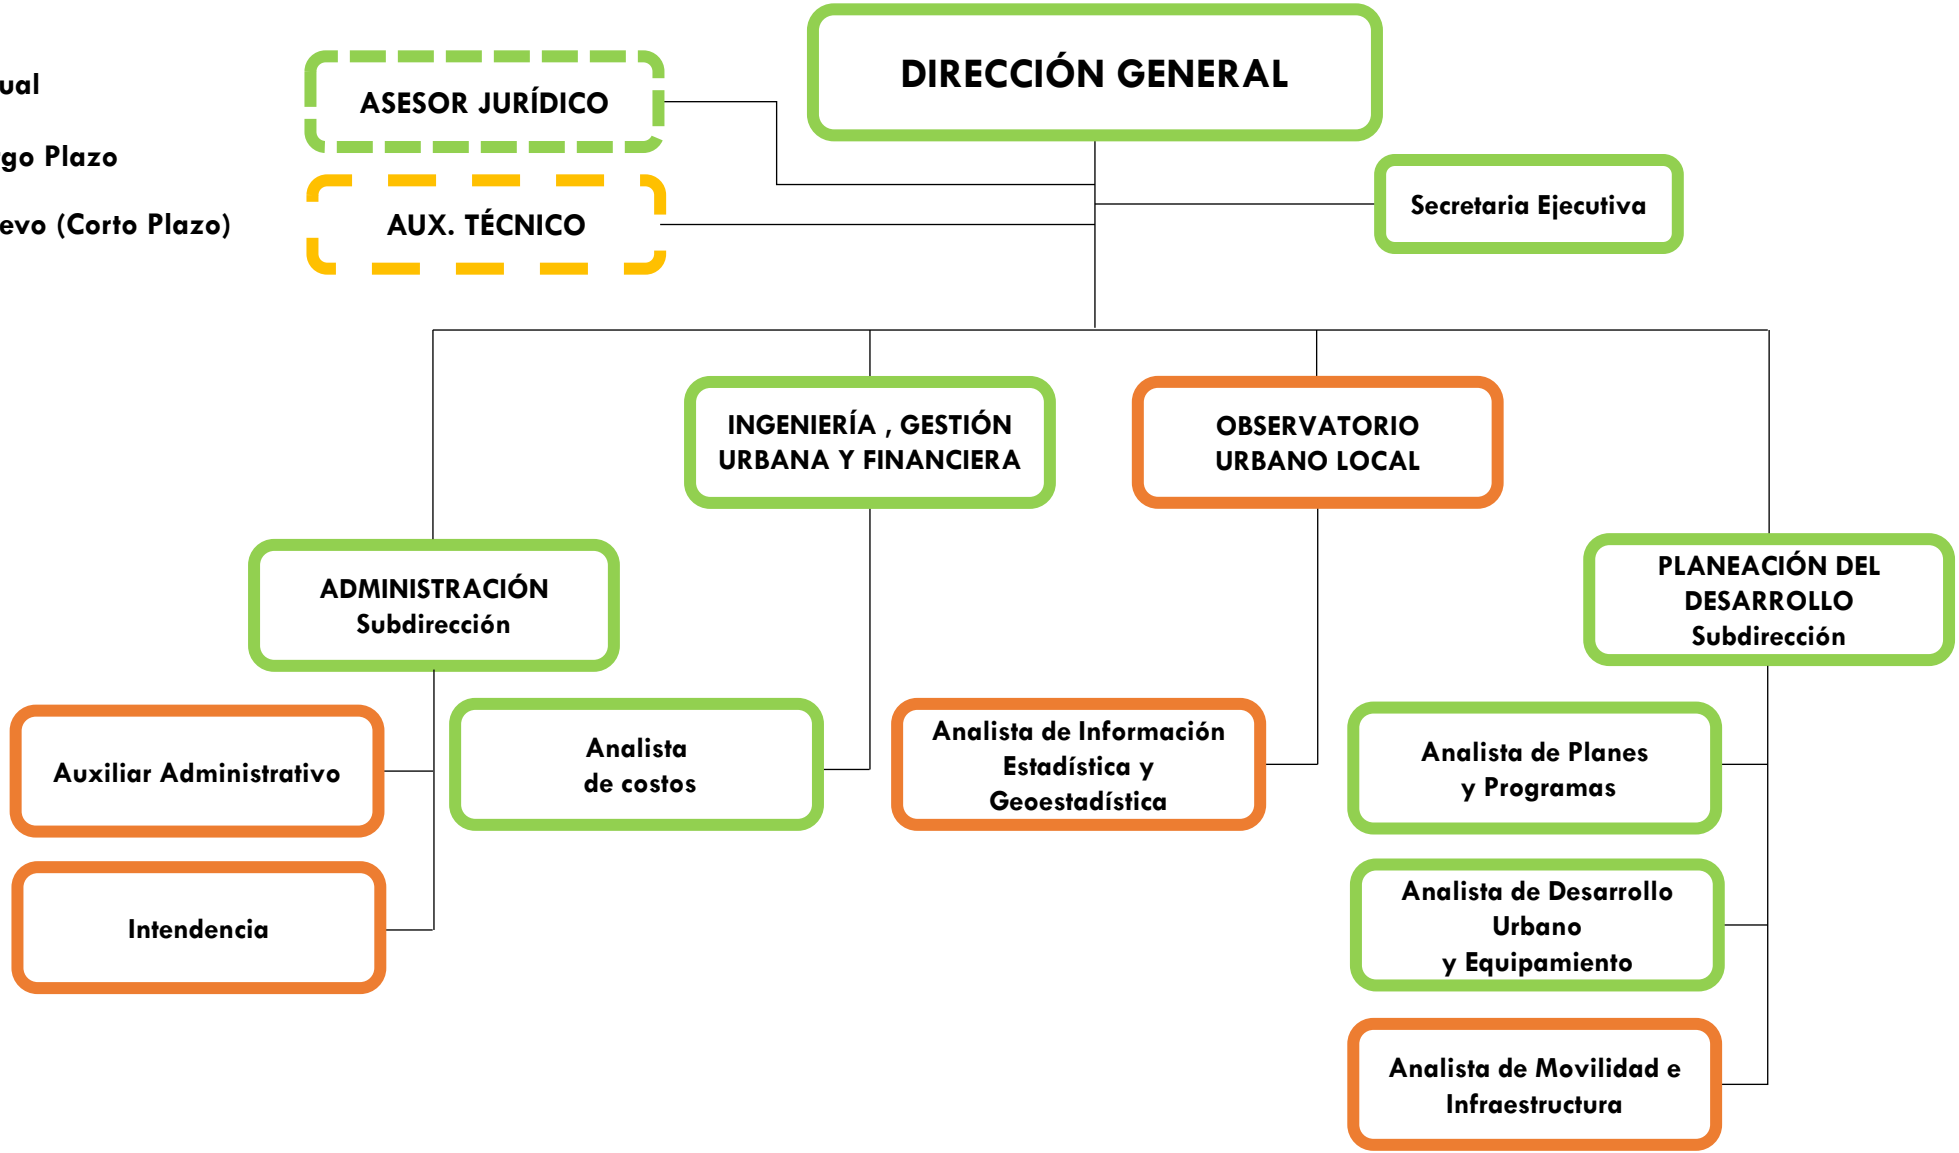 DIRECCIÓN GENERAL
ASESOR JURÍDICO
AUX. TÉCNICO
Secretaria Ejecutiva
ual
go Plazo
evo (Corto Plazo)
INGENIERÍA , GESTIÓN
URBANA Y FINANCIERA
OBSERVATORIO
URBANO LOCAL
ADMINISTRACIÓN
Subdirección
PLANEACIÓN DEL
DESARROLLO
Subdirección
Auxiliar Administrativo
Intendencia
Analista
de costos
Analista de Información
Estadística y
Geoestadística
Analista de Planes
y Programas
Analista de Desarrollo
Urbano
y Equipamiento
Analista de Movilidad e
Infraestructura